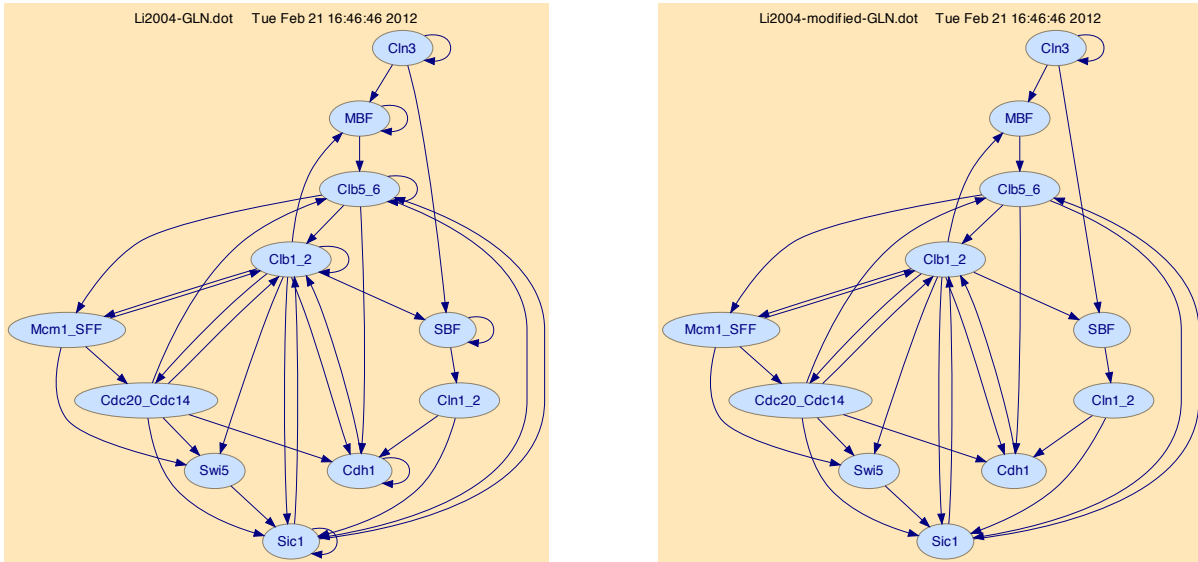 Li2004-GLN.dot Tue Feb 21 16:46:46 2012
Cln3
MBF
Clb5_6
Clb1_2
Mcm1_SFF
SBF
Cdc20_Cdc14
Cln1_2
Swi5
Cdh1
Sic1
Li2004-modified-GLN.dot Tue Feb 21 16:46:46 2012
Cln3
MBF
Clb5_6
Clb1_2
Mcm1_SFF
SBF
Cdc20_Cdc14
Cln1_2
Swi5
Cdh1
Sic1